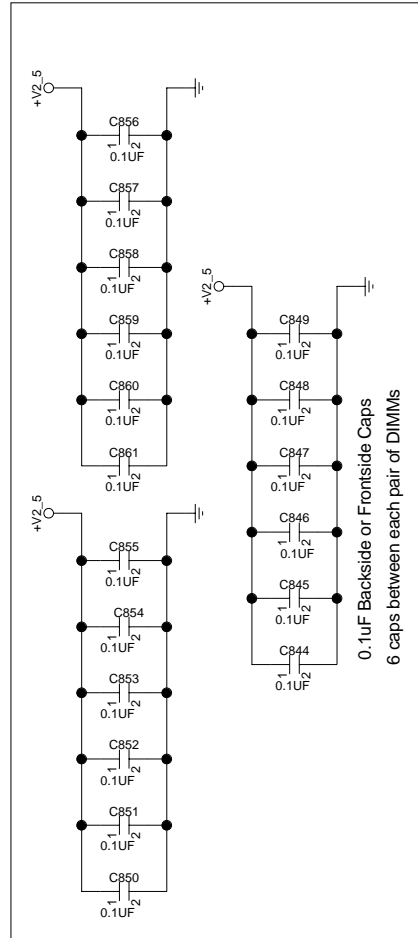 +V2_5
C856
1 2
0.1UF
C857
1 2
0.1UF
C858
1 2
0.1UF
C859
1 2
0.1UF
C860
1 2
0.1UF
C861
1 2
0.1UF
+V2_5
C855
1 2
0.1UF
C854
1 2
0.1UF
C853
1 2
0.1UF
C852
1 2
0.1UF
C851
1 2
0.1UF
C850
1 2
0.1UF
+V2_5
C849
1 2
0.1UF
C848
1 2
0.1UF
C847
1 2
0.1UF
C846
1 2
0.1UF
C845
1 2
0.1UF
C844
1 2
0.1UF
0.1uF Backside or Frontside Caps
6 caps between each pair of DIMMs